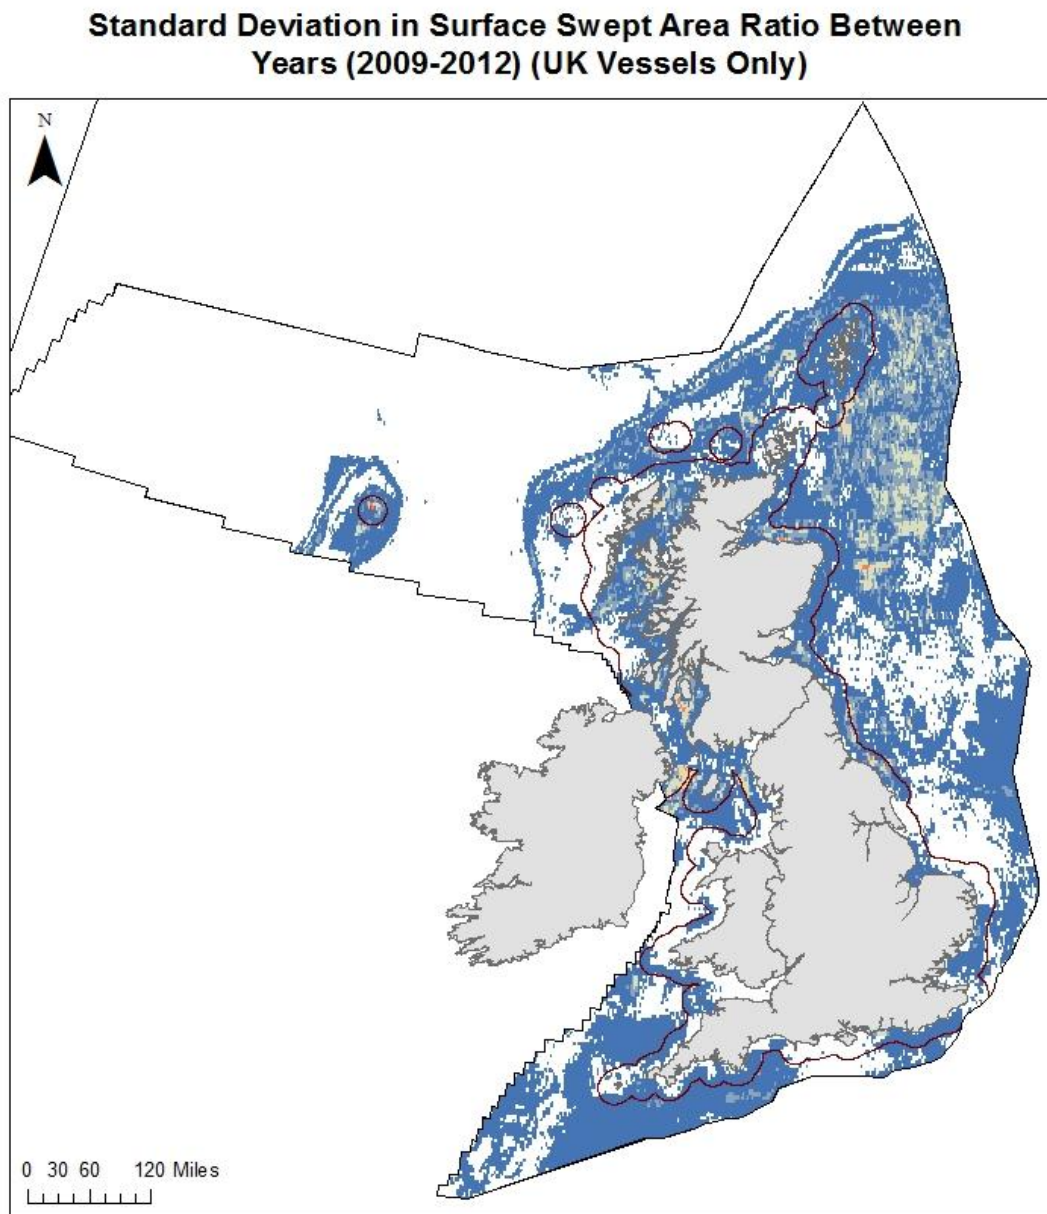 Standard Deviation in Surface Swept Area Ratio Between
Years (2009-2012) (UK Vessels Only)
N
0 30 60 120 Miles